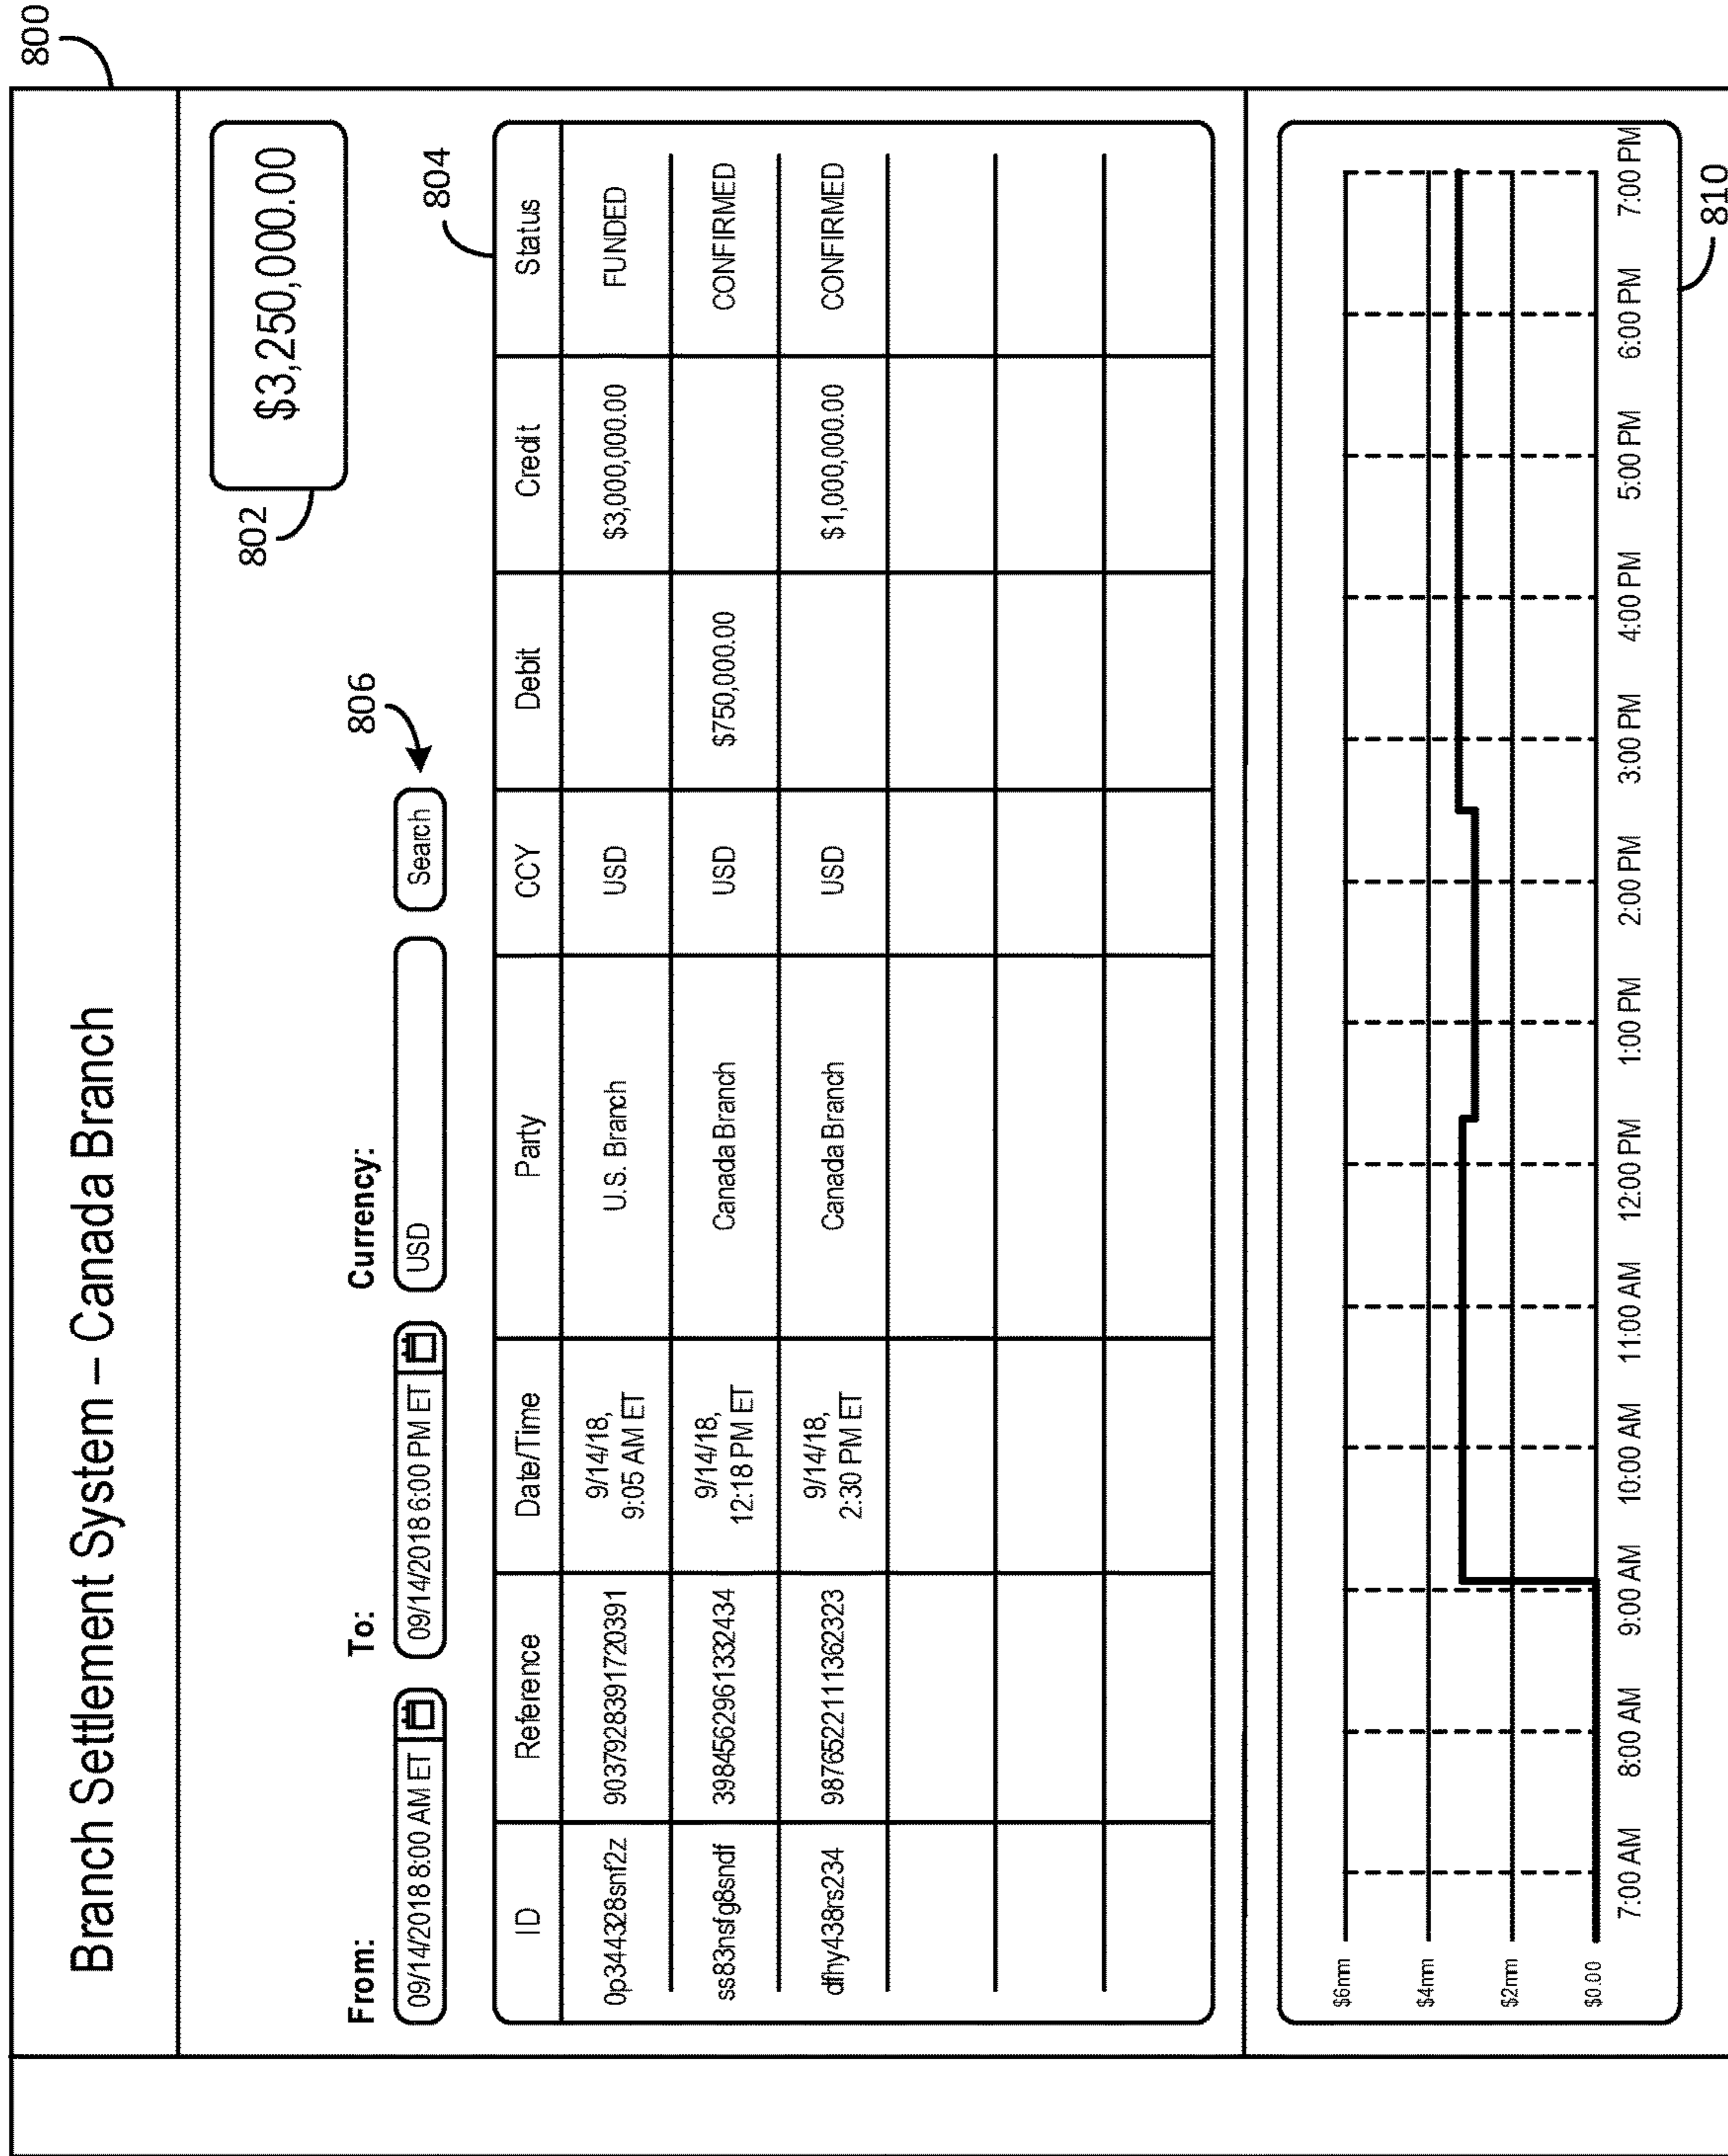 800
Branch Settlement System – Canada Branch
$3,250,000.00
802
From: To: Currency:
09/14/2018 8:00 AM ET 09/14/2018 6:00 PM ET USD Search
806
804
ID Reference Date/Time Party CCY Debit Credit Status
0p344328snf2z 9037928391720391 9/14/18, 9:05 AM ET U.S. Branch USD $3,000,000.00 FUNDED
ss83nsfg8sndf 3984562961332434 9/14/18, 12:18 PM ET Canada Branch USD $750,000.00 CONFIRMED
dfhy438rs234 9876522111362323 9/14/18, 2:30 PM ET Canada Branch USD $1,000,000.00 CONFIRMED
$6mm
$4mm
$2mm
$0.00
7:00 AM 8:00 AM 9:00 AM 10:00 AM 11:00 AM 12:00 PM 1:00 PM 2:00 PM 3:00 PM 4:00 PM 5:00 PM 6:00 PM 7:00 PM
810